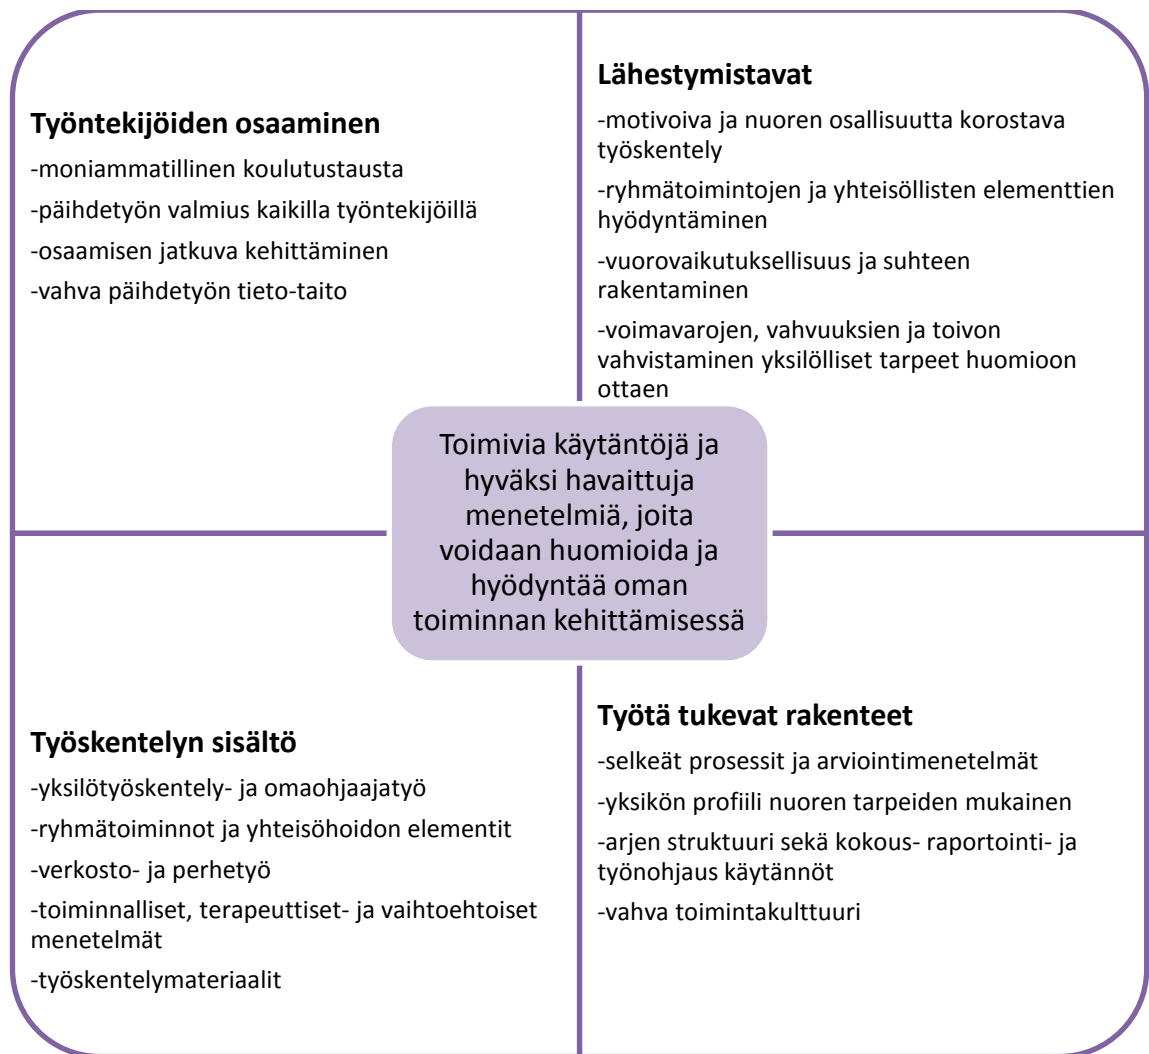 Työntekijöiden osaaminen
-moniammatillinen koulutustausta
-päihdetyön valmius kaikilla työntekijöillä
-osaamisen jatkuva kehittäminen
-vahva päihdetyön tieto-taito
Lähestymistavat
-motivoiva ja nuoren osallisuutta korostava
työskentely
-ryhmätoimintojen ja yhteisöllisten elementtien
hyödyntäminen
-vuorovaikutuksellisuus ja suhteen
rakentaminen
-voimavarojen, vahvuuksien ja toivon
vahvistaminen yksilölliset tarpeet huomioon
ottaen
Toimivia käytäntöjä ja
hyväksi havaittuja
menetelmiä, joita
voidaan huomioida ja
hyödyntää oman
toiminnan kehittämisessä
Työskentelyn sisältö
-yksilötyöskentely- ja omaohjaajatyö
-ryhmätoiminnot ja yhteisöhoidon elementit
-verkosto- ja perhetyö
-toiminnalliset, terapeuttiset- ja vaihtoehtoiset
menetelmät
-työskentelymateriaalit
Työtä tukevat rakenteet
-selkeät prosessit ja arviointimenetelmät
-yksikön profiili nuoren tarpeiden mukainen
-arjen struktuuri sekä kokous- raportointi- ja
työnohjaus käytännöt
-vahva toimintakulttuuri